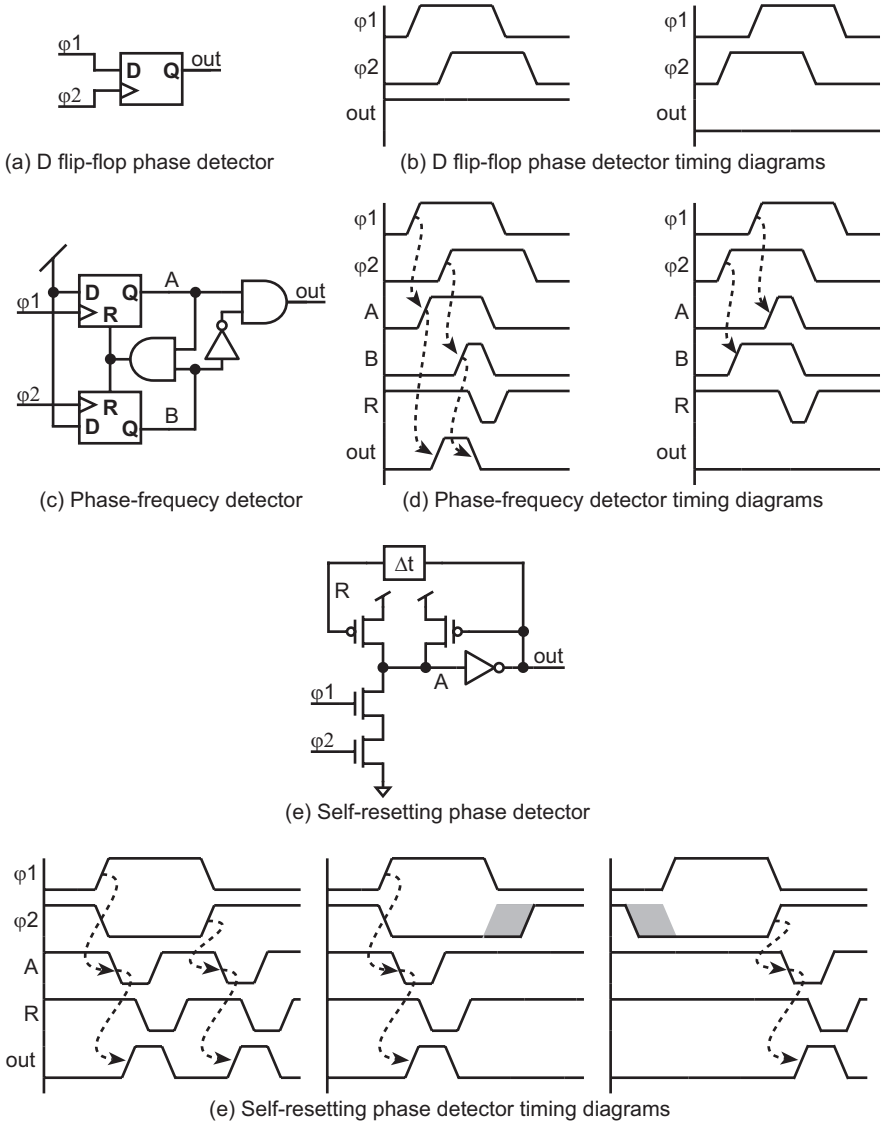 φ1
D Q out
φ2
(a) D flip-flop phase detector
φ1
φ2
out
(b) D flip-flop phase detector timing diagrams
A
D Q
φ1
R
out
φ2
R
D Q
B
(c) Phase-frequecy detector
φ1
φ2
A
B
R
out
φ1
φ2
A
B
R
out
(d) Phase-frequecy detector timing diagrams
φ1
φ2
out
Δt
R
out
A
φ1
φ2
(e) Self-resetting phase detector
φ1
φ2
A
R
out
(e) Self-resetting phase detector timing diagrams